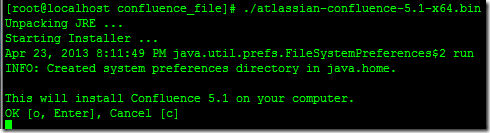 [root@localhost confluence_file]# ./atlassian-confluence-5.1-x64.bin
Unpacking JRE ...
Starting Installer ...
Apr 23, 2013 8:11:49 PM java.util.prefs.FileSystemPreferences$2 run
INFO: Created system preferences directory in java.home.
This will install Confluence 5.1 on your computer.
OK [o, Enter], Cancel [c]